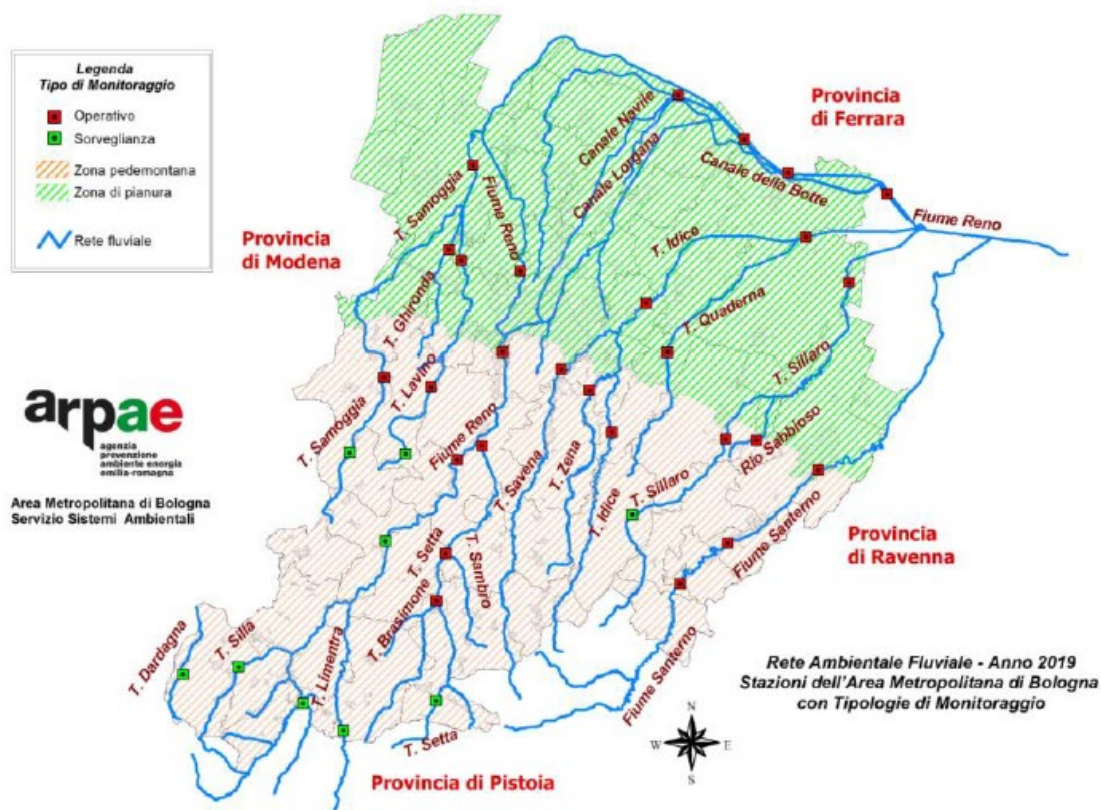 Legenda
Tipo di Monitoraggio
Operativo
Sorveglianza
Zona pedemontana
Zona di pianura
Rete fluviale
Provincia
di Ferrara
Provincia
di Modena
Canale Navile
Canale Lorgana
Canale della Botte
T. Samoggia
Fiume Reno
Fiume Reno
T. Idice
T. Ghironda
T. Quaderna
T. Lavino
T. Sillaro
T. Samoggia
Fiume Reno
Rio Sabbioso
T. Savena
T. Zena
T. Sillaro
T. Idice
arpae
agenzia
prevenzione
ambiente energia
emilia-romagna
Area Metropolitana di Bologna
Servizio Sistemi Ambientali
Provincia
di Ravenna
Fiume Santerno
T. Setta
T. Sambro
T. Brasimone
T. Dardagna
T. Silla
T. Limentra
Fiume Santerno
T. Setta
Rete Ambientale Fluviale - Anno 2019
Stazioni dell'Area Metropolitana di Bologna
con Tipologie di Monitoraggio
N
W E
S
Provincia di Pistoia